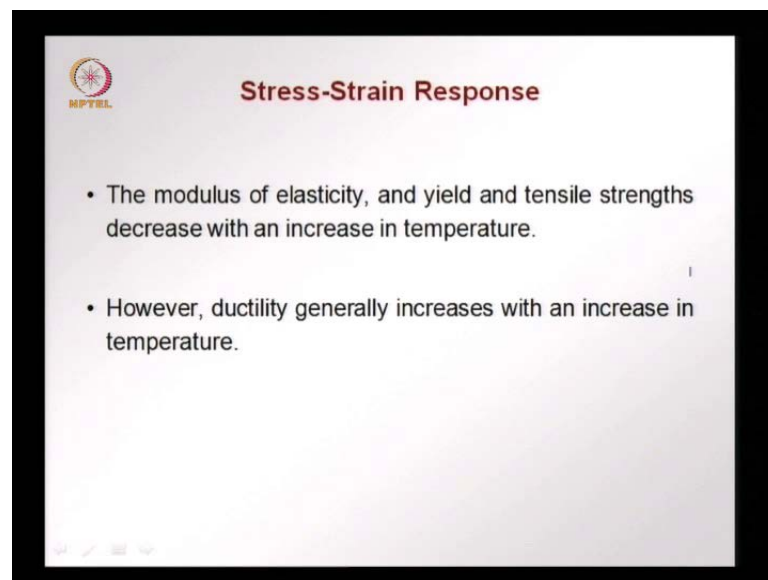 NPTEL
Stress-Strain Response
• The modulus of elasticity, and yield and tensile strengths
decrease with an increase in temperature.
• However, ductility generally increases with an increase in
temperature.